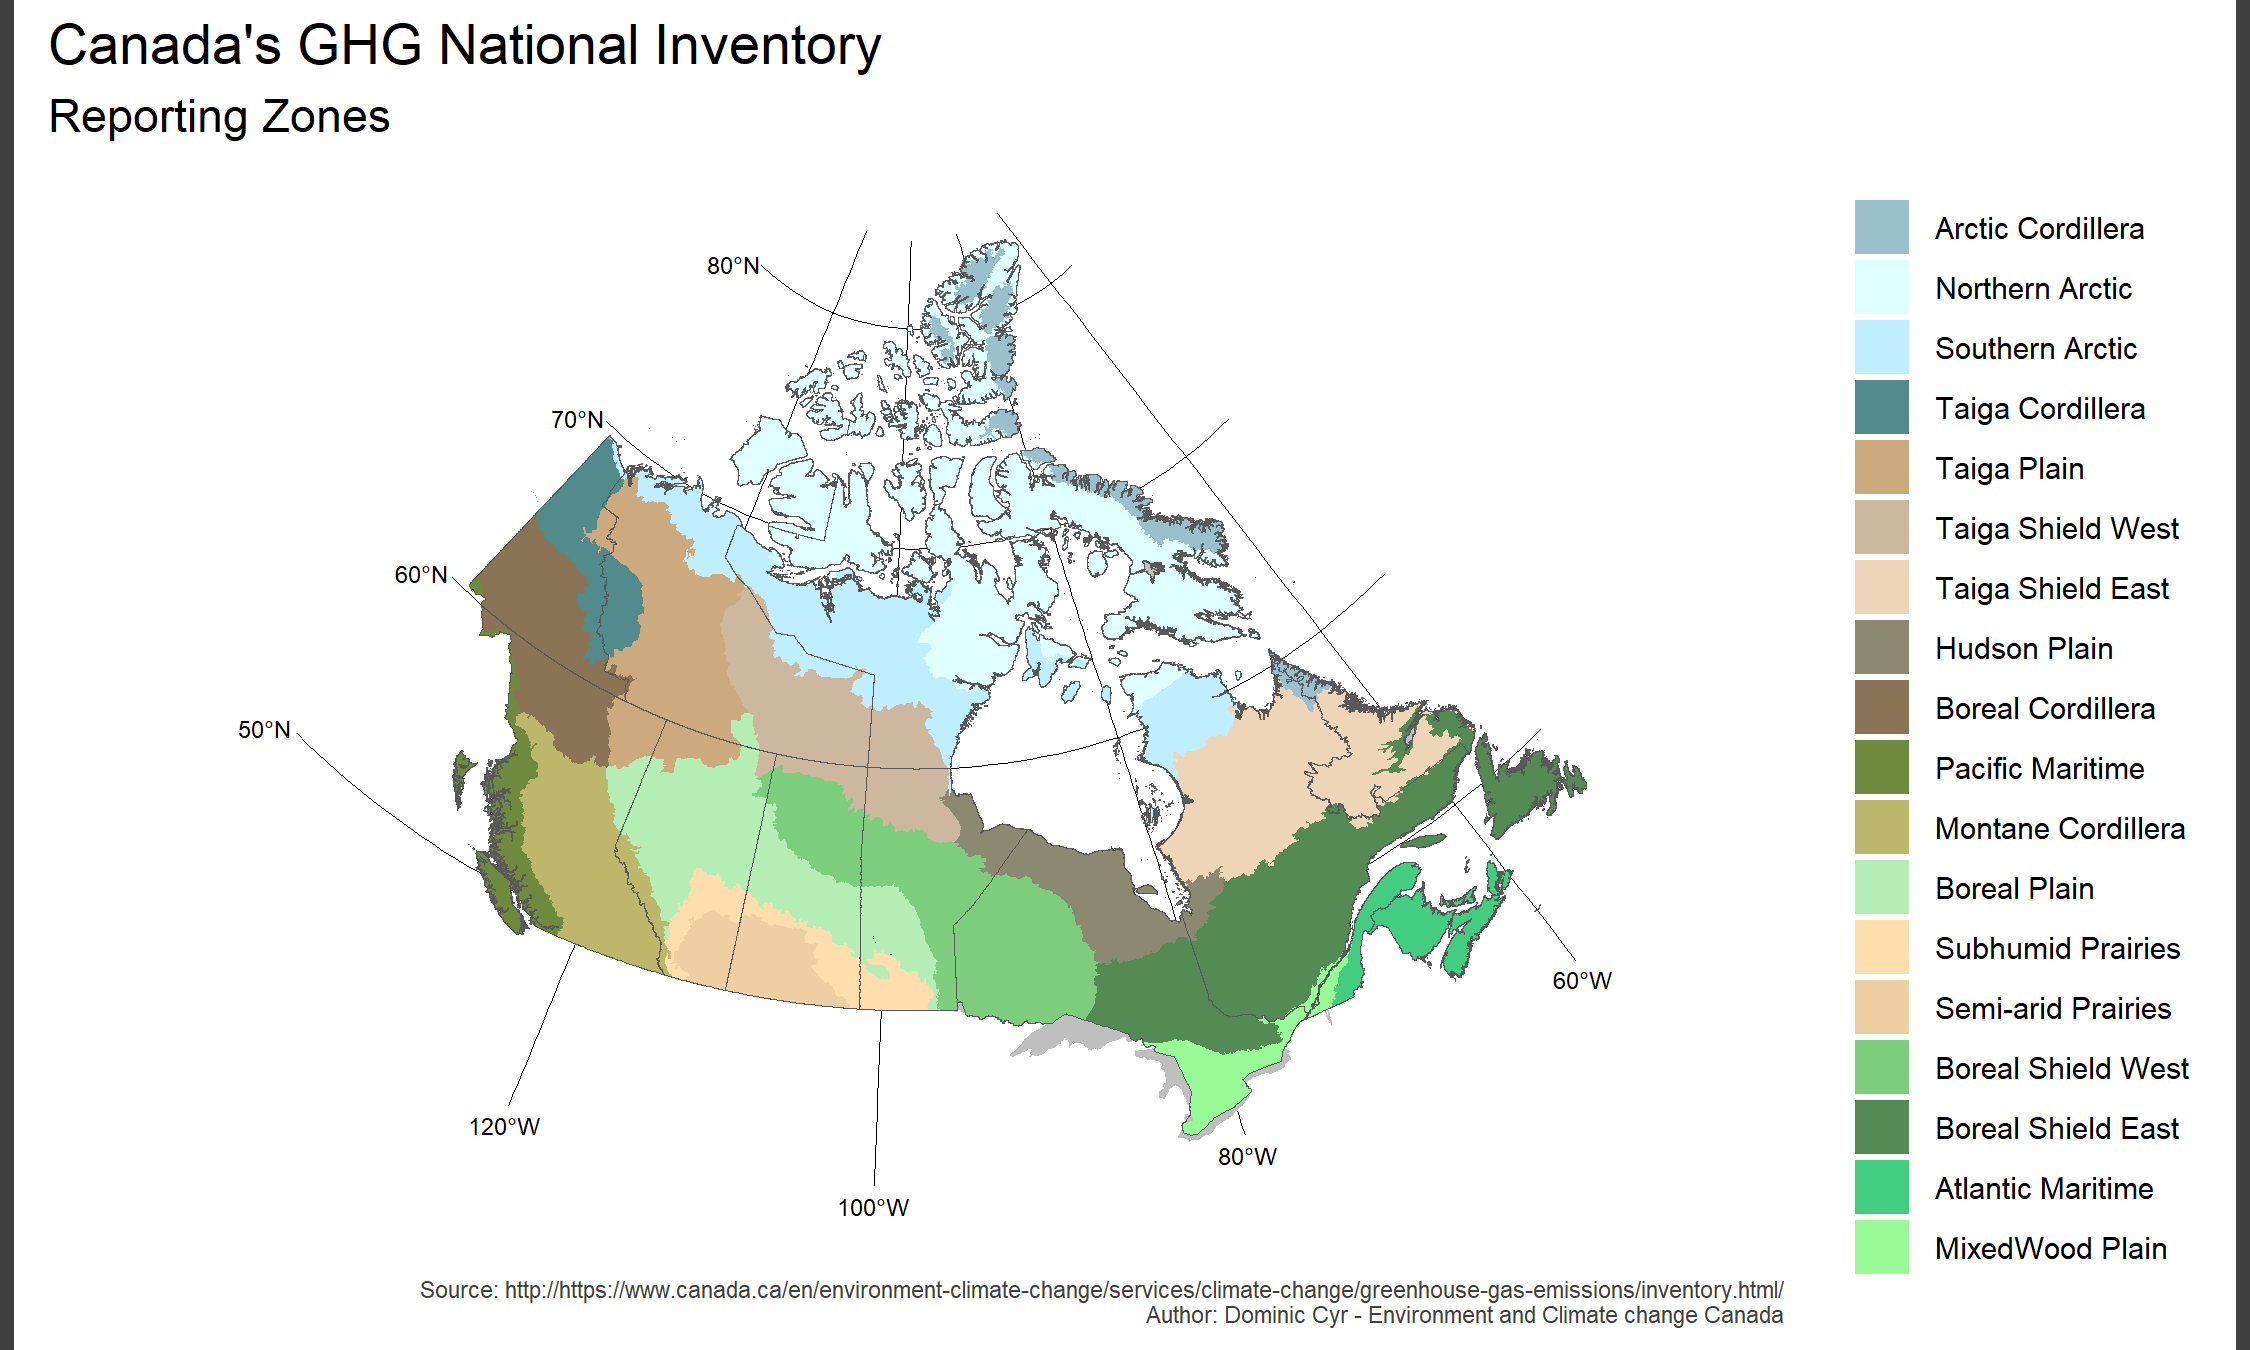 Canada's GHG National Inventory
Reporting Zones
80°N
70°N
60°N
50°N
120°W
100°W
80°W
60°W
Arctic Cordillera
Northern Arctic
Southern Arctic
Taiga Cordillera
Taiga Plain
Taiga Shield West
Taiga Shield East
Hudson Plain
Boreal Cordillera
Pacific Maritime
Montane Cordillera
Boreal Plain
Subhumid Prairies
Semi-arid Prairies
Boreal Shield West
Boreal Shield East
Atlantic Maritime
MixedWood Plain
Source: http://https://www.canada.ca/en/environment-climate-change/services/climate-change/greenhouse-gas-emissions/inventory.html/
Author: Dominic Cyr - Environment and Climate change Canada